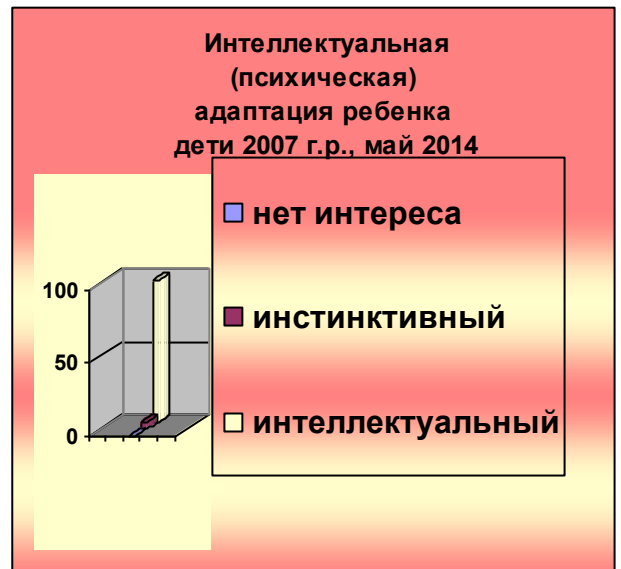 Интеллектуальная
(психическая)
адаптация ребенка
дети 2007 г.р., май 2014
нет интереса
инстинктивный
интеллектуальный
100
50
0